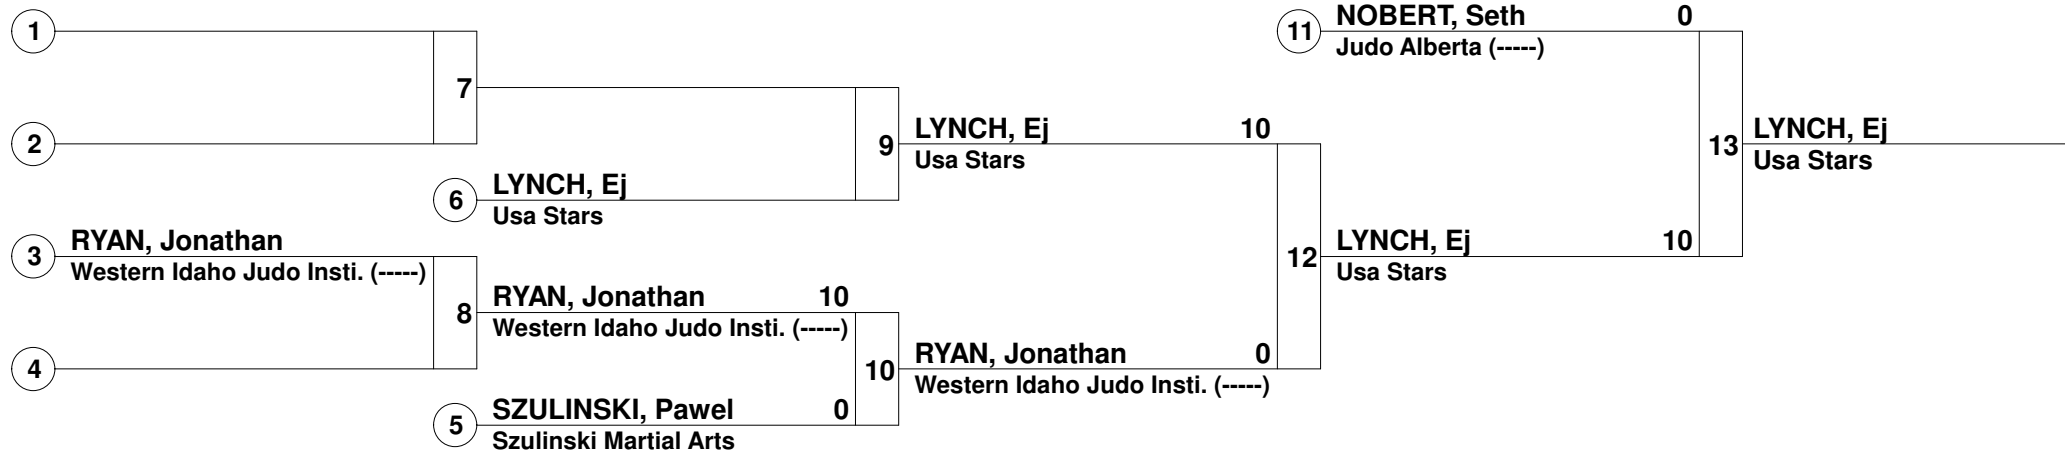 1
2
7
LYNCH, Ej
6
Usa Stars
RYAN, Jonathan
3
Western Idaho Judo Insti. (-----)
8
4
RYAN, Jonathan 10
Western Idaho Judo Insti. (-----)
SZULINSKI, Pawel 0
5
Szulinski Martial Arts
9
10
LYNCH, Ej 10
Usa Stars
RYAN, Jonathan 0
Western Idaho Judo Insti. (-----)
12
NOBERT, Seth 0
11
Judo Alberta (-----)
LYNCH, Ej 10
Usa Stars
13
LYNCH, Ej
Usa Stars